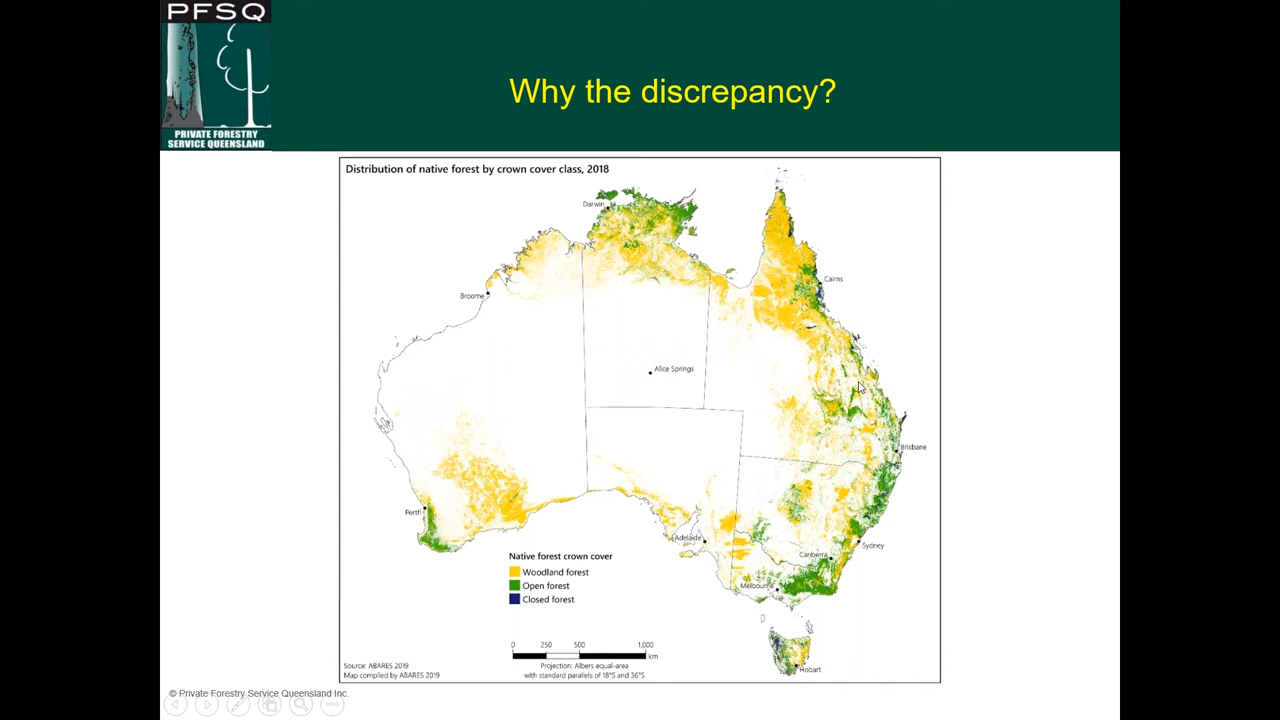 PFSQ
PRIVATE FORESTRY
SERVICE QUEENSLAND
Why the discrepancy?
Distribution of native forest by crown cover class, 2018
Darwin
Cairns
Broome
Alice Springs
Brisbane
Perth
Adelaide
Sydney
Canberra
Melbourne
Hobart
Native forest crown cover
Woodland forest
Open forest
Closed forest
0 250 500 1,000
km
Source: ABARES 2019
Map compiled by ABARES 2019
Projection: Albers equal-area
with standard parallels of 18°S and 36°S
© Private Forestry Service Queensland Inc.